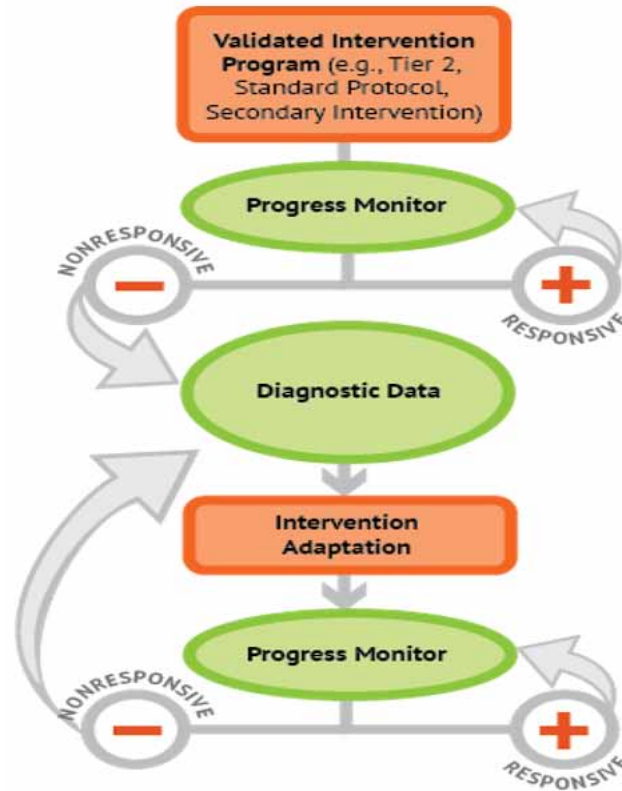 Validated Intervention
Program (e.g., Tier 2,
Standard Protocol,
Secondary Intervention)
Progress Monitor
NONRESPONSIVE
RESPONSIVE
Diagnostic Data
Intervention
Adaptation
Progress Monitor
NONRESPONSIVE
RESPONSIVE